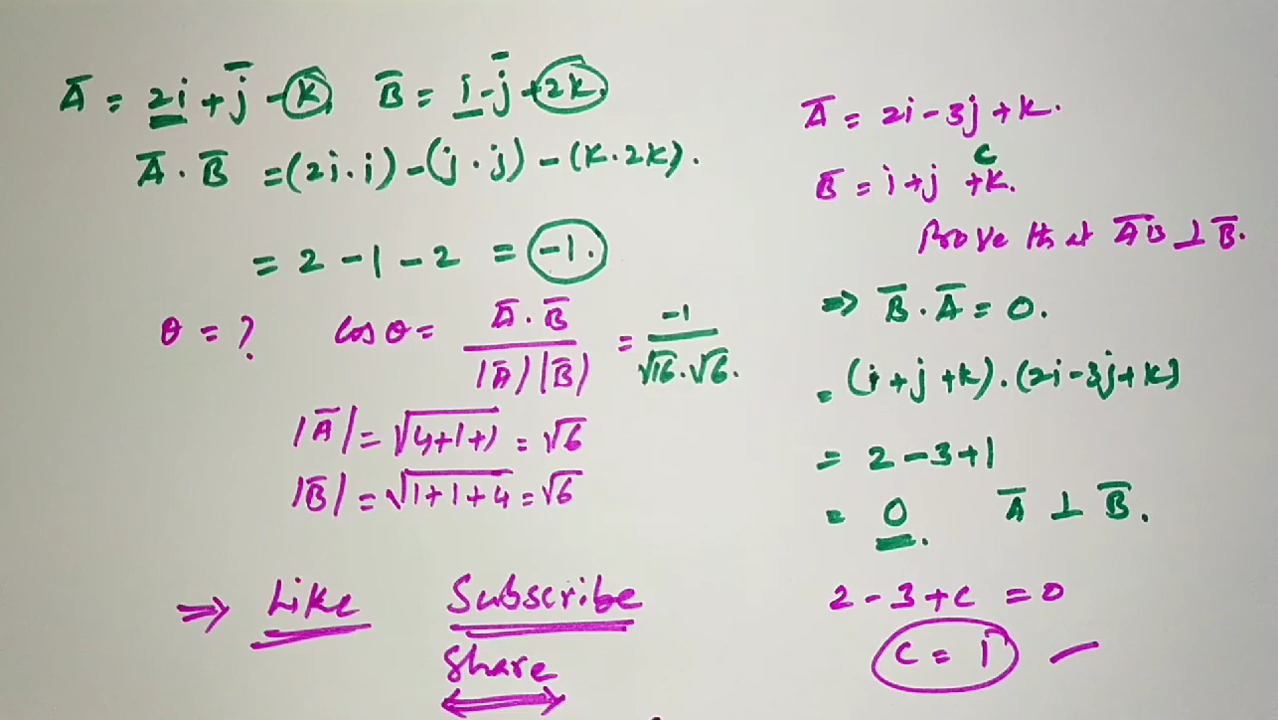 A̅ = 2i + j̅ - k, B̅ = i - j̅ + 2k,
A̅ . B̅ = (2i . i) - (j . j) - (k . 2k).
= 2 - 1 - 2 = -1.
θ = ? cos θ = A̅ . B̅ / |A̅| |B̅| = -1 / √16 . √6.
|A̅| = √4+1+1 = √6
|B̅| = √1+1+4 = √6
⇒ Like Subscribe
Share
A̅ = 2i - 3j + k.
c
B̅ = i + j + k.
Prove that A̅B ⊥ B̅.
⇒ B̅ . A̅ = 0.
= (i + j + k) . (2i - 3j + k)
= 2 - 3 + 1
= 0. A̅ ⊥ B̅.
2 - 3 + c = 0
c = 1